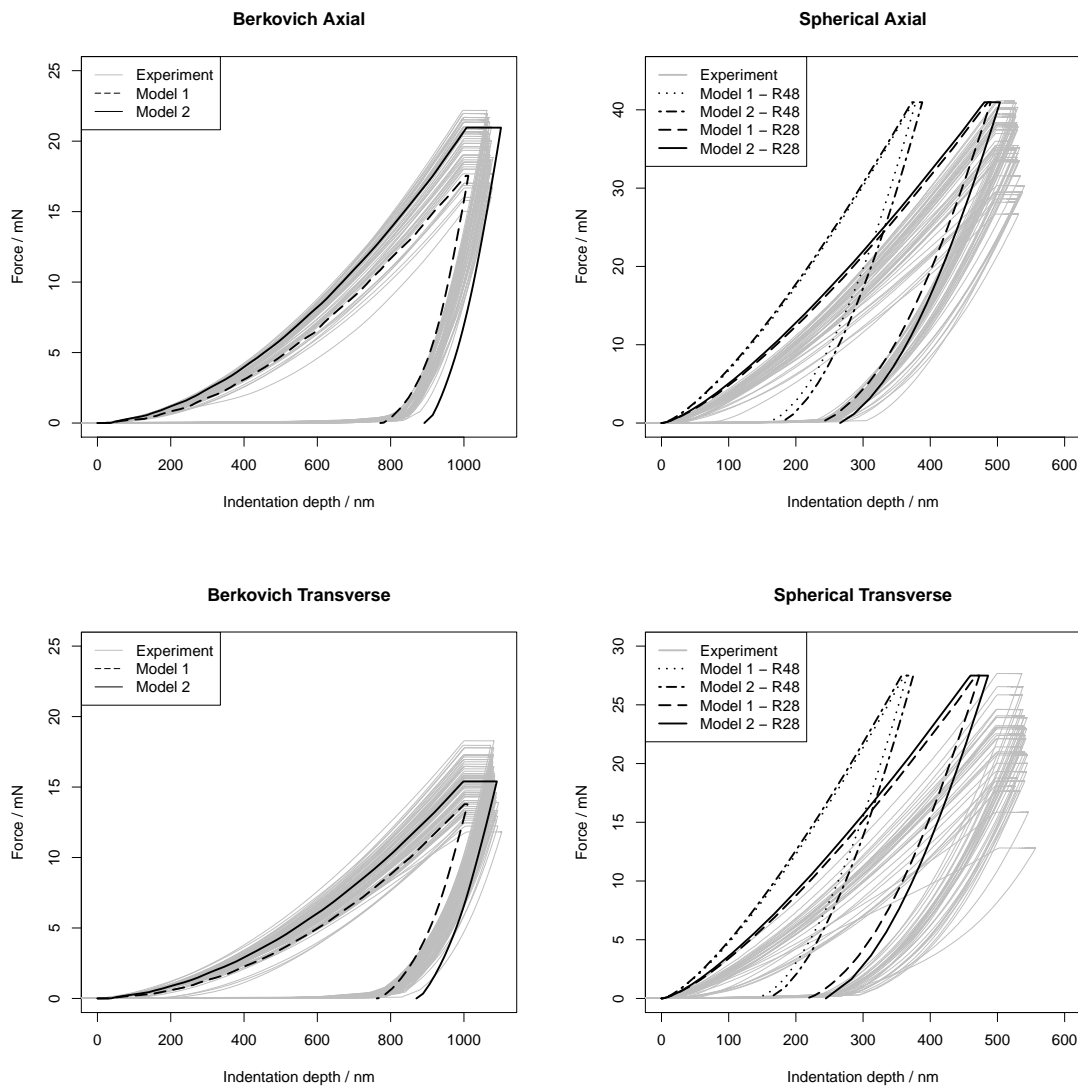 Berkovich Axial
Experiment
Model 1
Model 2
Force / mN
0 5 10 15 20 25
0 200 400 600 800 1000
Indentation depth / nm
Spherical Axial
Experiment
Model 1 − R48
Model 2 − R48
Model 1 − R28
Model 2 − R28
Force / mN
0 10 20 30 40
0 100 200 300 400 500 600
Indentation depth / nm
Berkovich Transverse
Experiment
Model 1
Model 2
Force / mN
0 5 10 15 20 25
0 200 400 600 800 1000
Indentation depth / nm
Spherical Transverse
Experiment
Model 1 − R48
Model 2 − R48
Model 1 − R28
Model 2 − R28
Force / mN
0 5 10 15 20 25 30
0 100 200 300 400 500 600
Indentation depth / nm